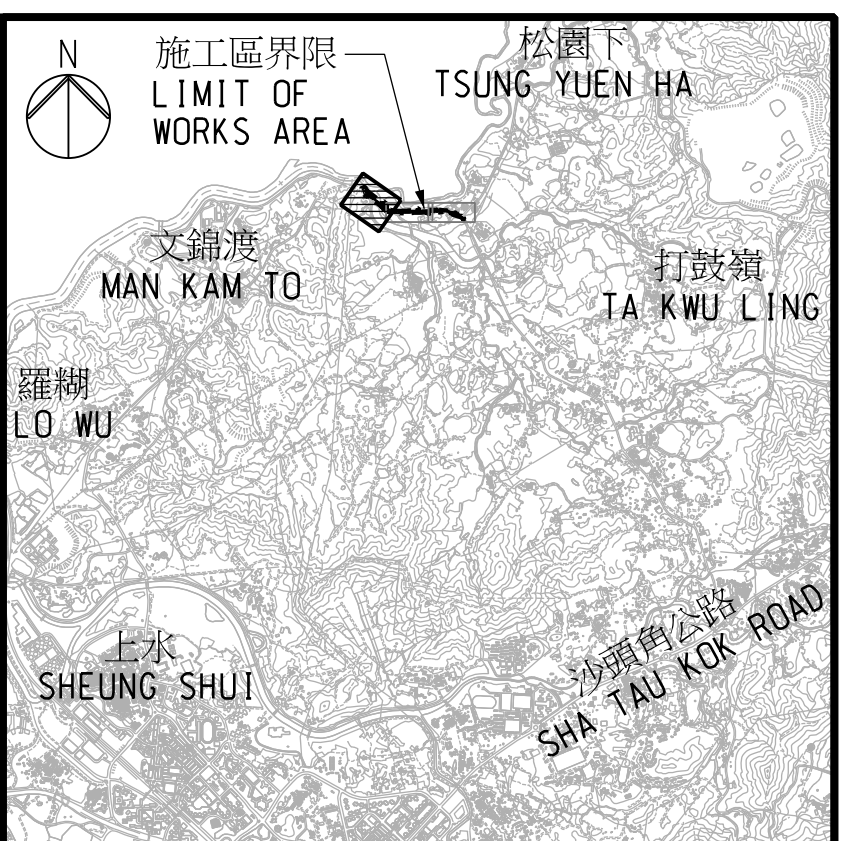 N
施工區界限
LIMIT OF
WORKS AREA
松園下
TSUNG YUEN HA
文錦渡
MAN KAM TO
打鼓嶺
TA KWU LING
羅糊
LO WU
上水
SHEUNG SHUI
沙頭角公路
SHA TAU KOK ROAD